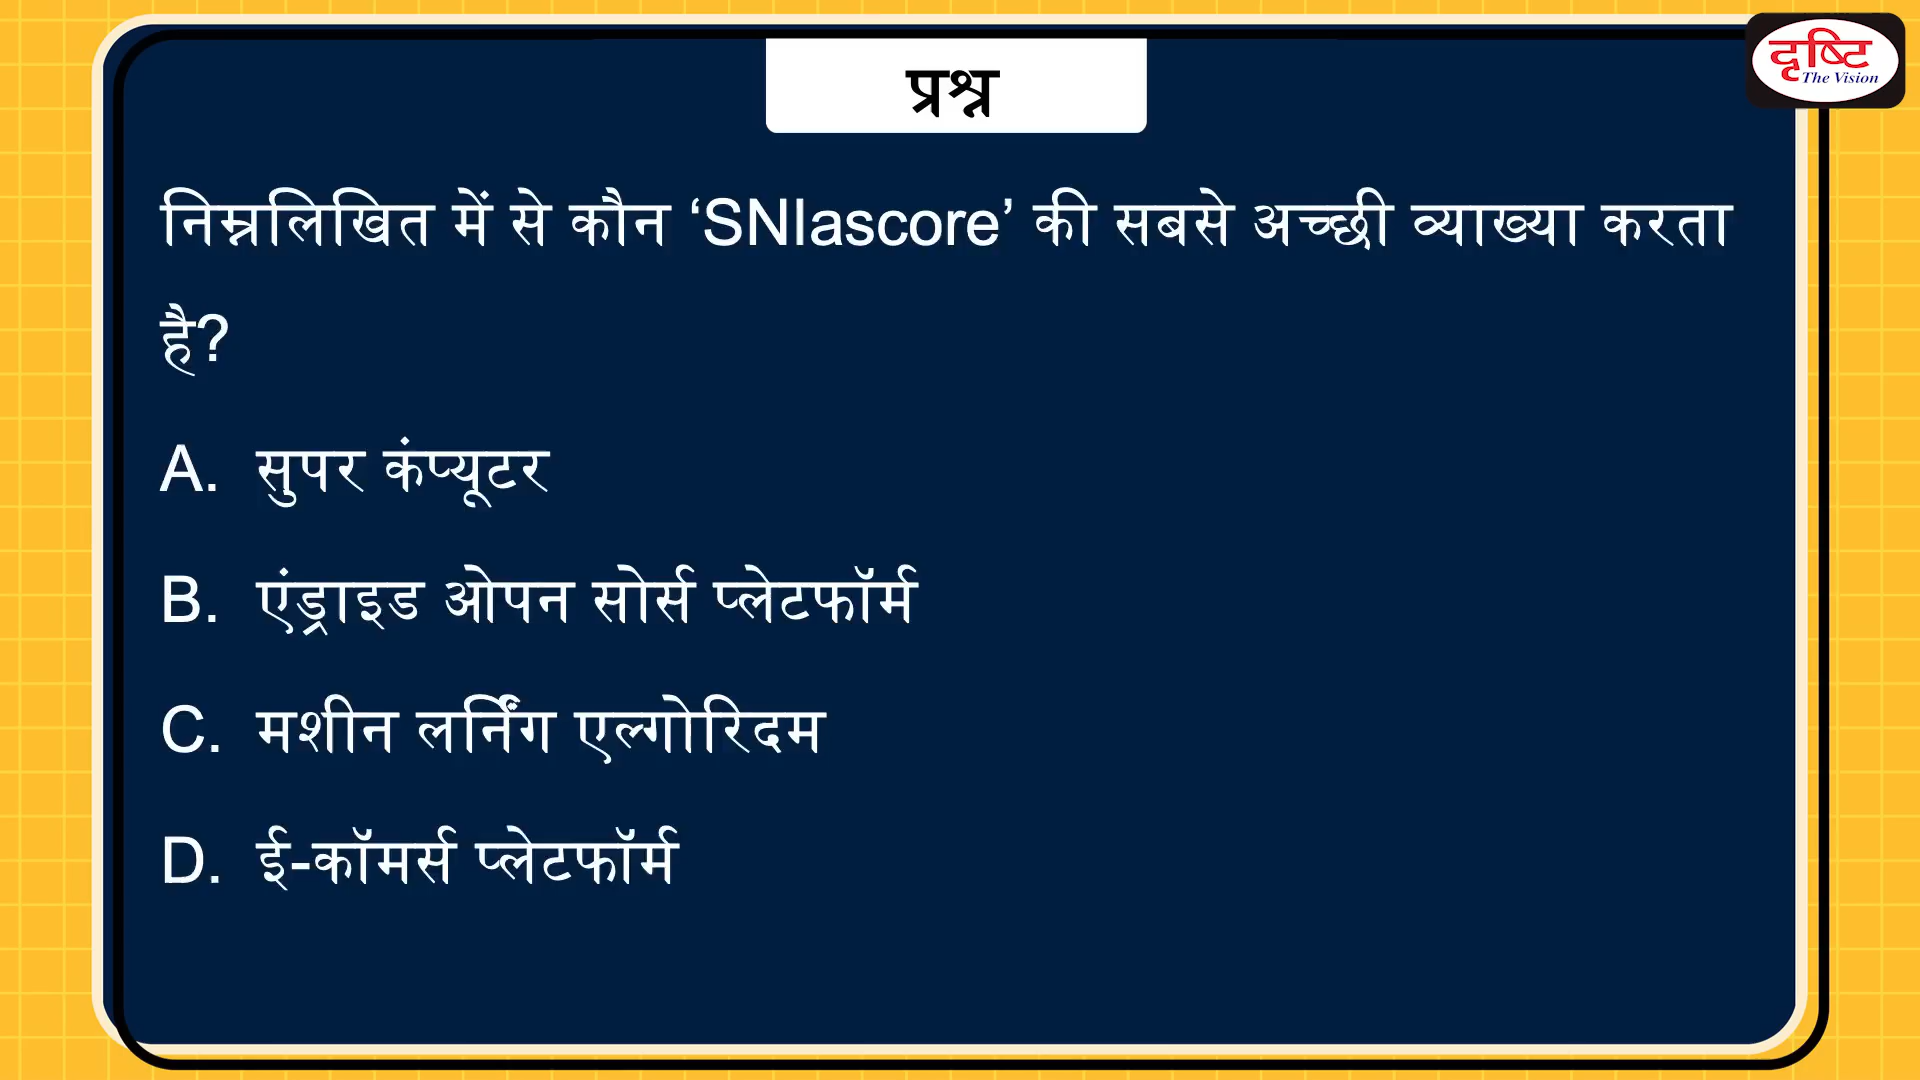 दृष्टि
The Vision
प्रश्न
निम्नलिखित में से कौन ‘SNIascore’ की सबसे अच्छी व्याख्या करता
है?
A. सुपर कंप्यूटर
B. एंड्राइड ओपन सोर्स प्लेटफॉर्म
C. मशीन लर्निंग एल्गोरिदम
D. ई-कॉमर्स प्लेटफॉर्म